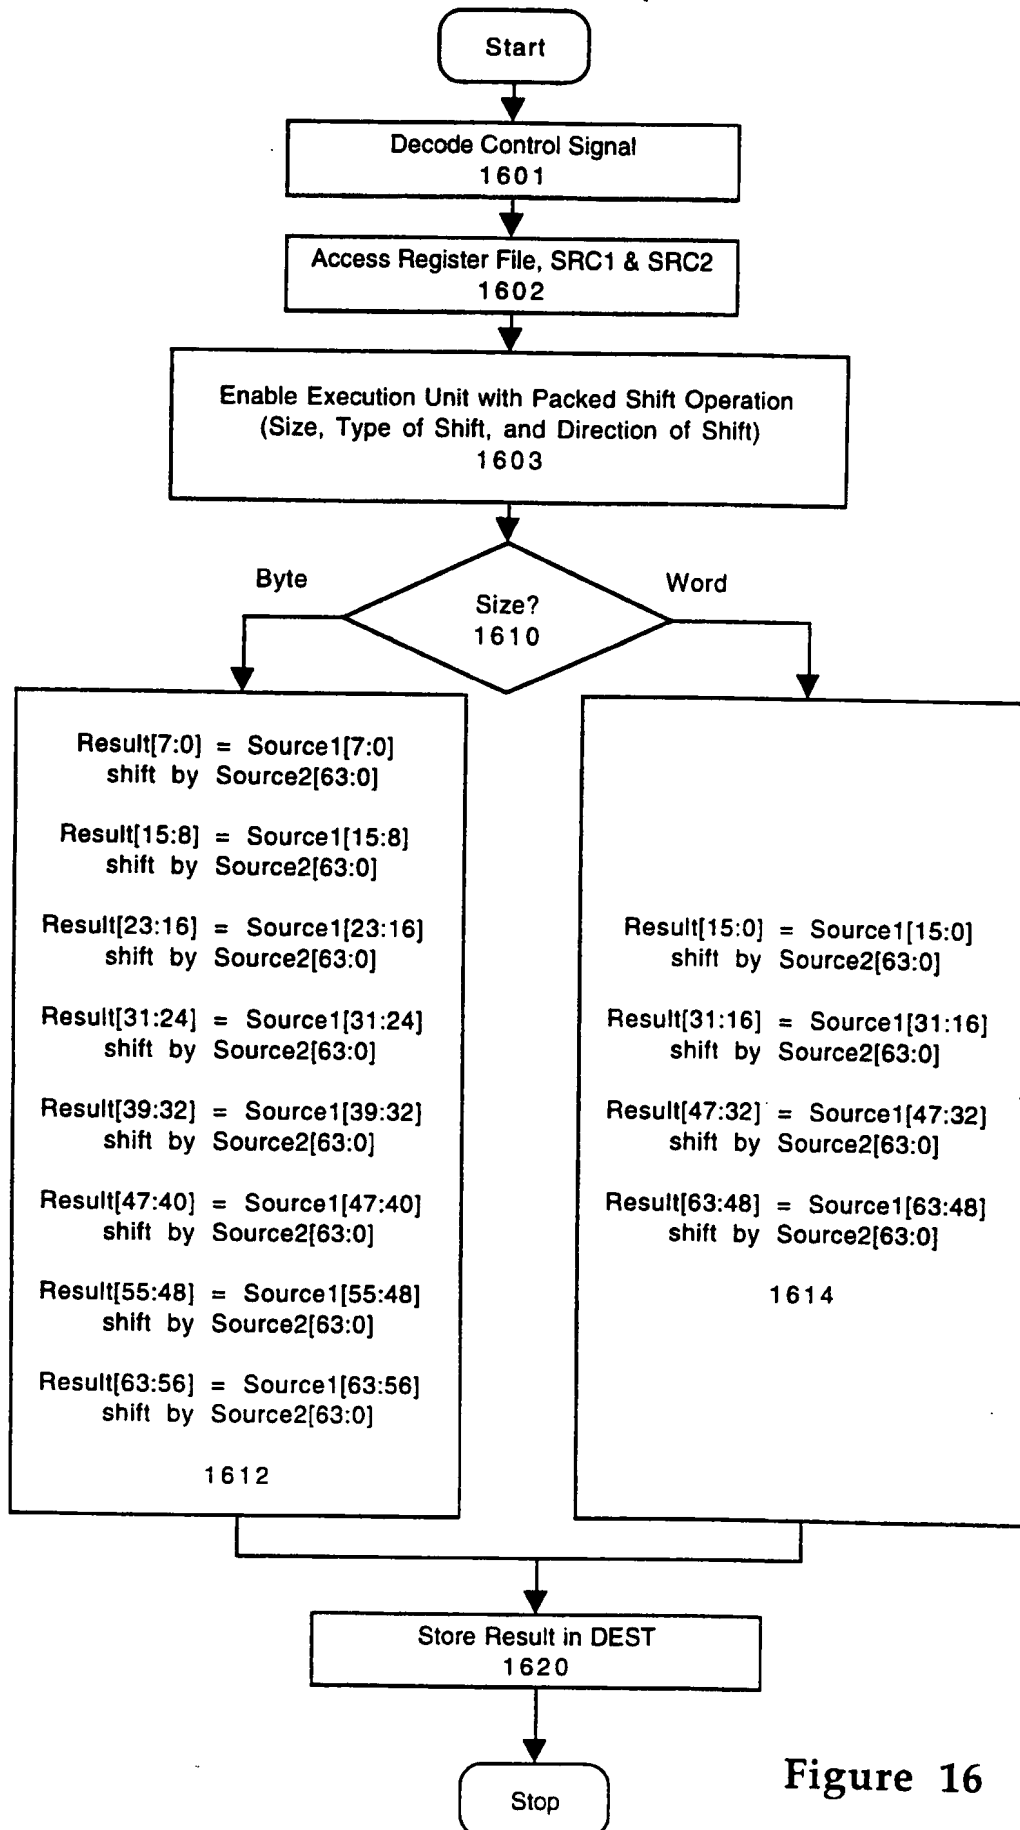 Start
Decode Control Signal
1601
Access Register File, SRC1 & SRC2
1602
Enable Execution Unit with Packed Shift Operation
(Size, Type of Shift, and Direction of Shift)
1603
Byte
Size?
1610
Word
Result[7:0] = Source1[7:0]
shift by Source2[63:0]
Result[15:8] = Source1[15:8]
shift by Source2[63:0]
Result[23:16] = Source1[23:16]
shift by Source2[63:0]
Result[31:24] = Source1[31:24]
shift by Source2[63:0]
Result[39:32] = Source1[39:32]
shift by Source2[63:0]
Result[47:40] = Source1[47:40]
shift by Source2[63:0]
Result[55:48] = Source1[55:48]
shift by Source2[63:0]
Result[63:56] = Source1[63:56]
shift by Source2[63:0]
1612
Result[15:0] = Source1[15:0]
shift by Source2[63:0]
Result[31:16] = Source1[31:16]
shift by Source2[63:0]
Result[47:32] = Source1[47:32]
shift by Source2[63:0]
Result[63:48] = Source1[63:48]
shift by Source2[63:0]
1614
Store Result in DEST
1620
Stop
Figure 16